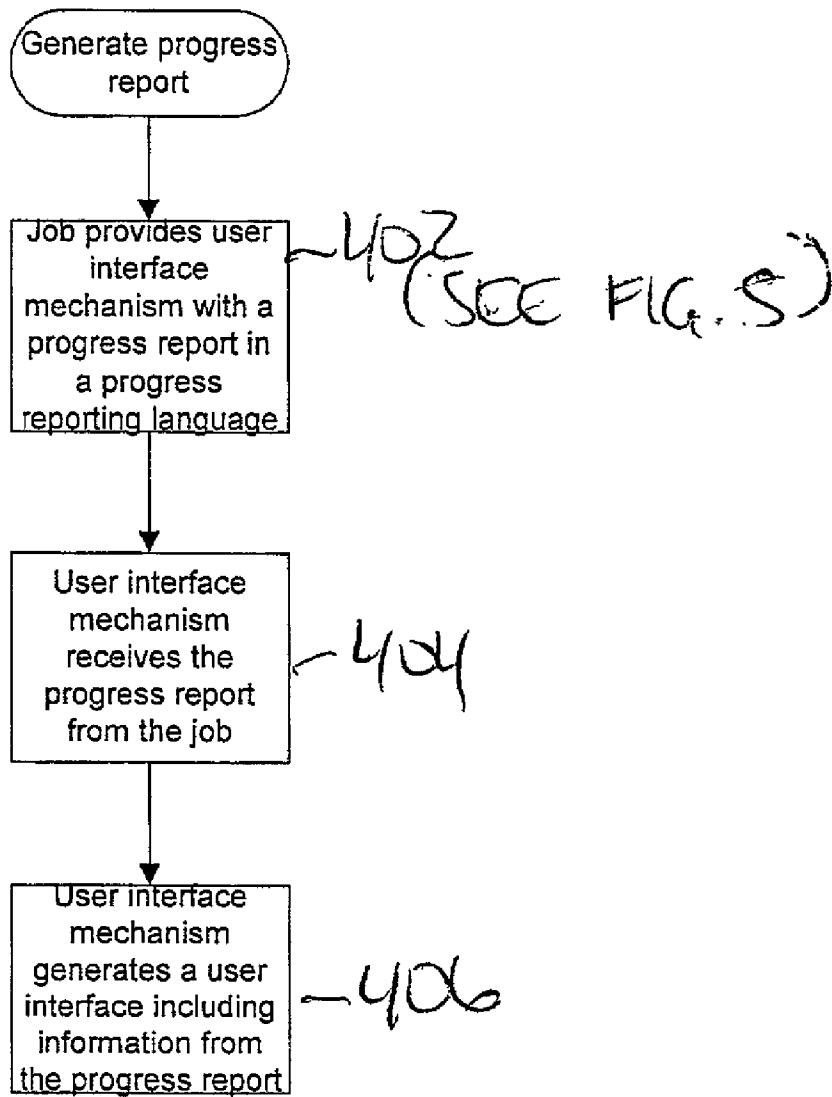 Generate progress
report
Job provides user
interface
mechanism with a
progress report in
a progress
reporting language
~402
(SEE FIG. 5)
User interface
mechanism
receives the
progress report
from the job
~404
User interface
mechanism
generates a user
interface including
information from
the progress report
~406